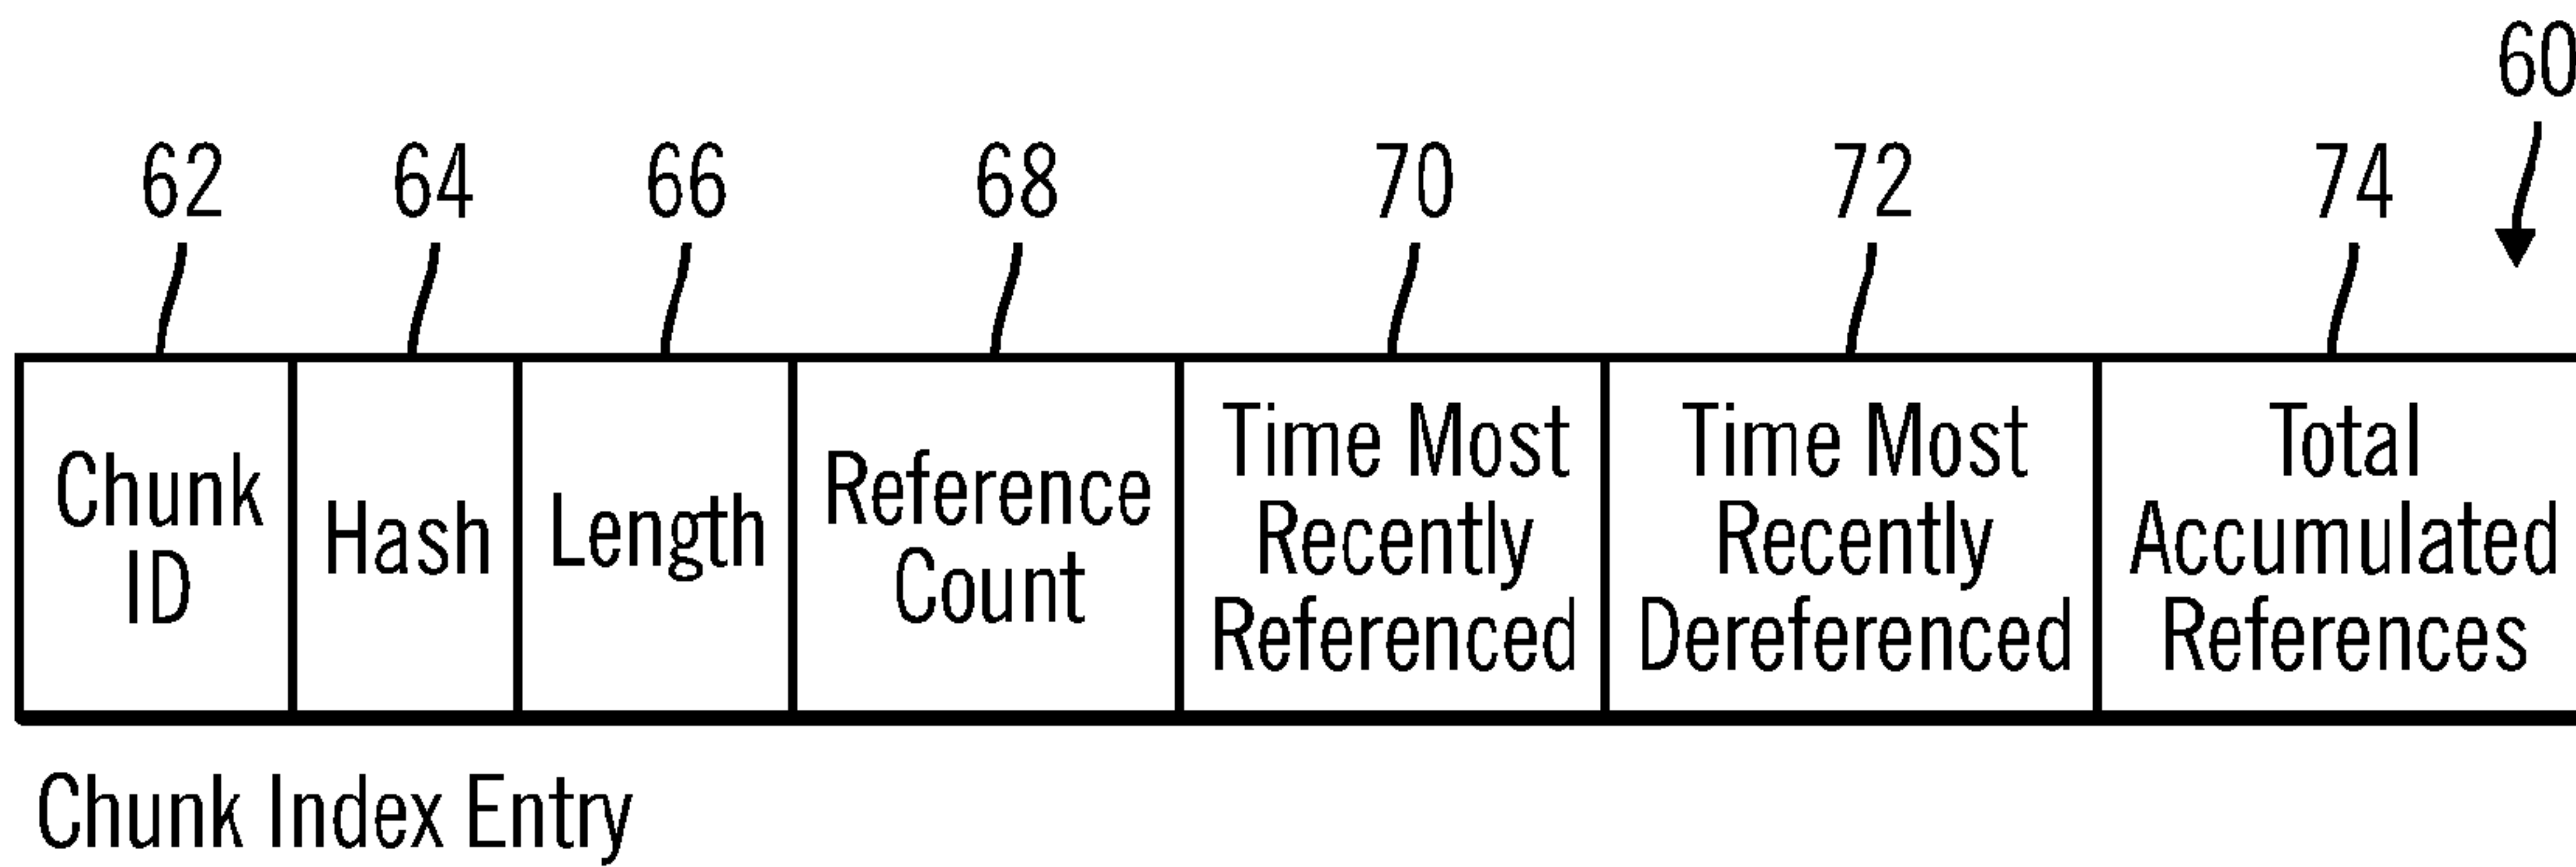 60
62 64 66 68 70 72 74
Chunk
ID
Hash
Length
Reference
Count
Time Most
Recently
Referenced
Time Most
Recently
Dereferenced
Total
Accumulated
References
Chunk Index Entry